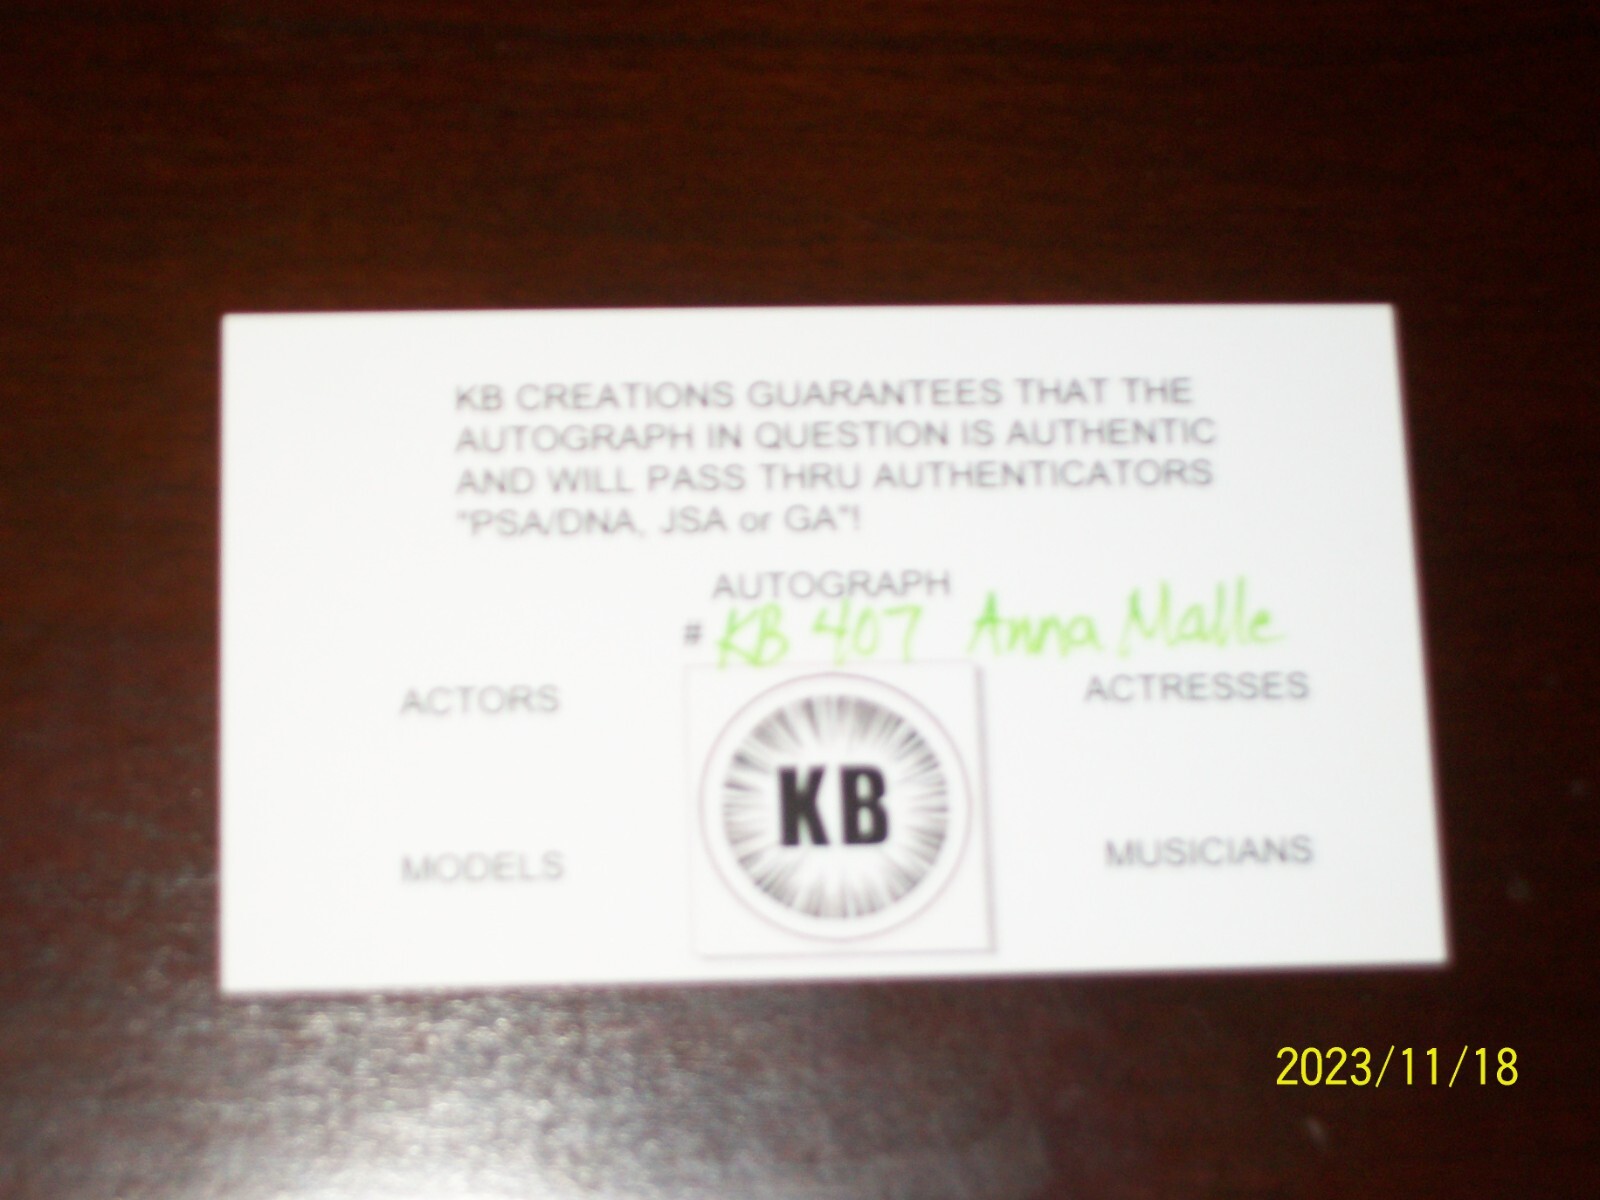 KB CREATIONS GUARANTEES THAT THE
AUTOGRAPH IN QUESTION IS AUTHENTIC
AND WILL PASS THRU AUTHENTICATORS
"PSA/DNA, JSA or GA"!
AUTOGRAPH
# KB 407 Anna Malle
ACTORS
ACTRESSES
KB
MODELS
MUSICIANS
2023/11/18